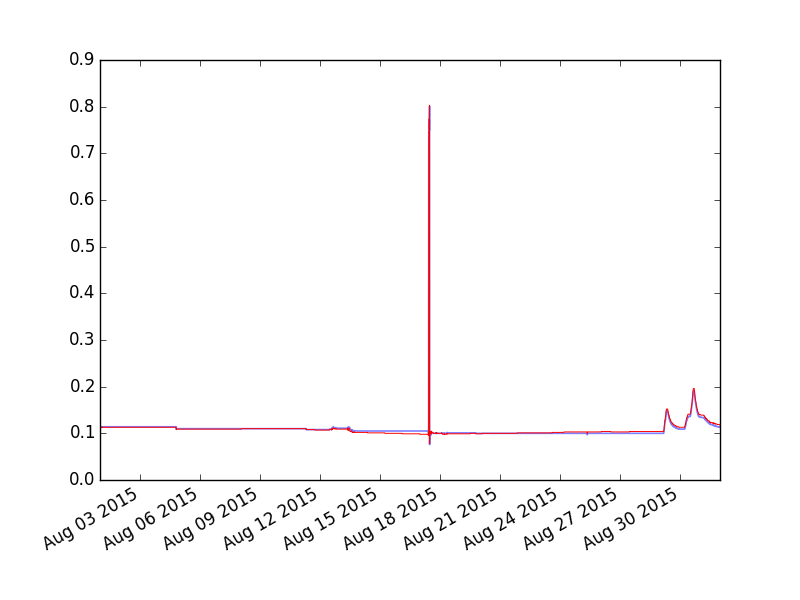 0.9
0.8
0.7
0.6
0.5
0.4
0.3
0.2
0.1
0.0
Aug 03 2015
Aug 06 2015
Aug 09 2015
Aug 12 2015
Aug 15 2015
Aug 18 2015
Aug 21 2015
Aug 24 2015
Aug 27 2015
Aug 30 2015